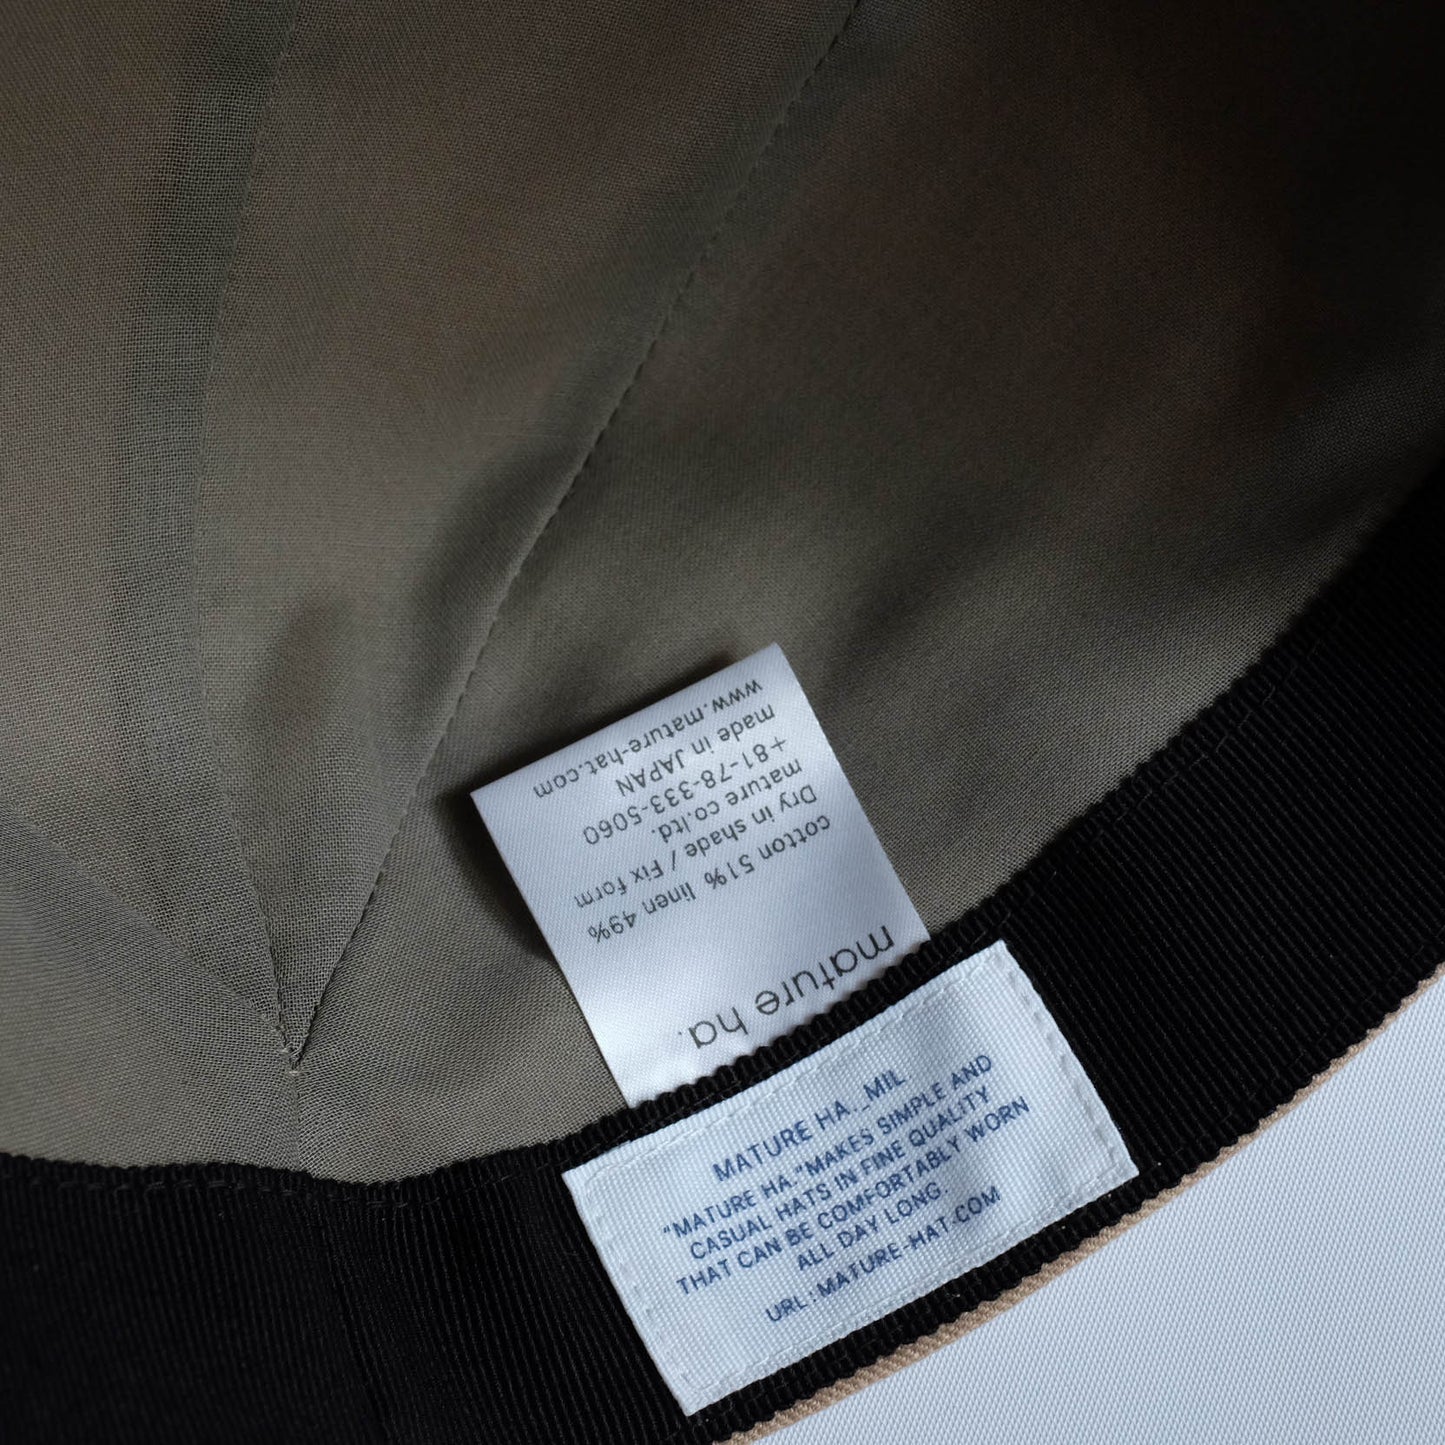 mature ha.
cotton 51% linen 49%
Dry in shade / Fix form
mature co.ltd.
+81-78-333-5060
made in JAPAN
www.mature-hat.com
MATURE HA._MIL
"MATURE HA."MAKES SIMPLE AND
CASUAL HATS IN FINE QUALITY
THAT CAN BE COMFORTABLY WORN
ALL DAY LONG.
URL:MATURE-HAT.COM